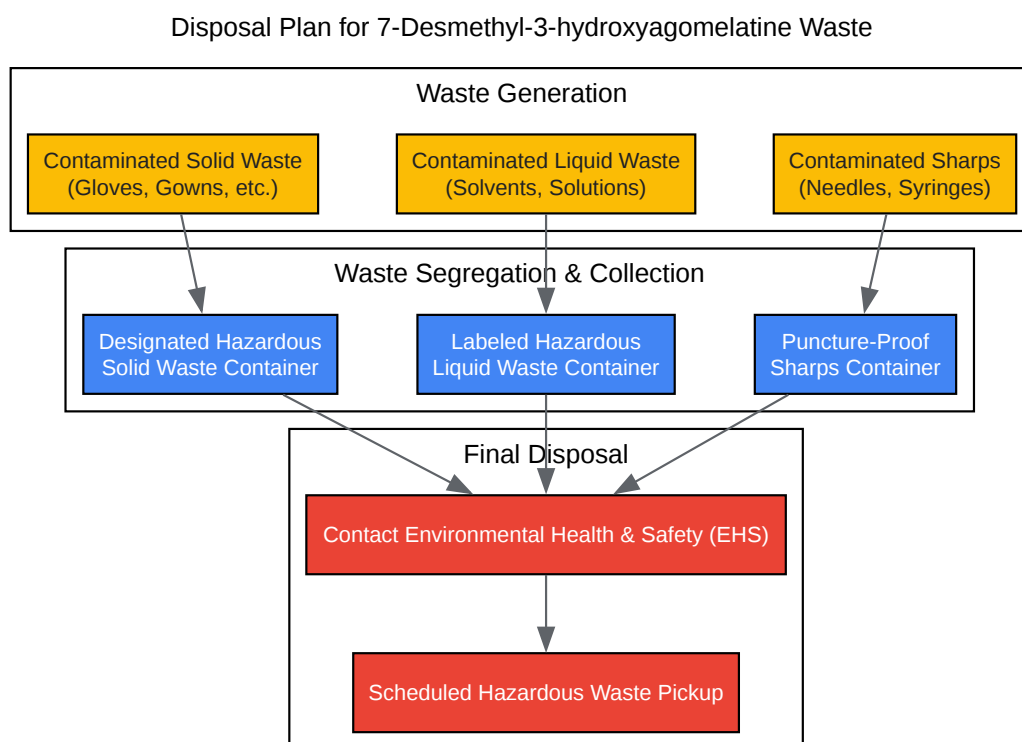 Disposal Plan for 7-Desmethyl-3-hydroxyagomelatine Waste
Waste Generation
Contaminated Solid Waste
(Gloves, Gowns, etc.)
Contaminated Liquid Waste
(Solvents, Solutions)
Contaminated Sharps
(Needles, Syringes)
Waste Segregation & Collection
Designated Hazardous
Solid Waste Container
Labeled Hazardous
Liquid Waste Container
Puncture-Proof
Sharps Container
Final Disposal
Contact Environmental Health & Safety (EHS)
Scheduled Hazardous Waste Pickup